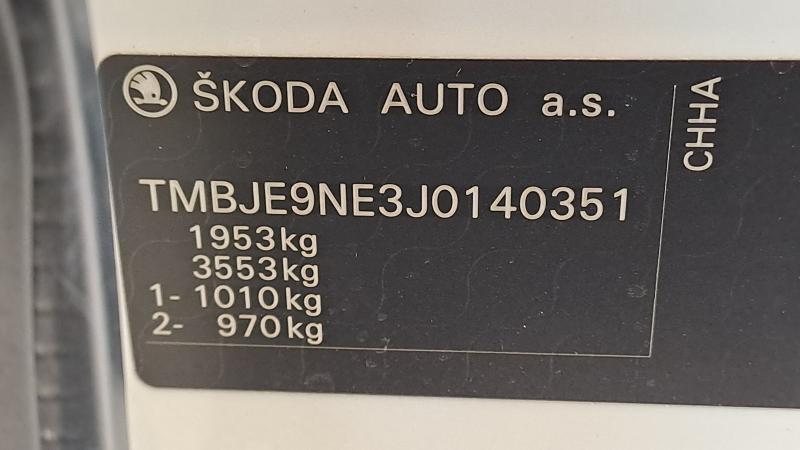 ŠKODA AUTO a.s.
TMBJE9NE3J0140351
1953kg
3553kg
1- 1010kg
2- 970kg
CHHA